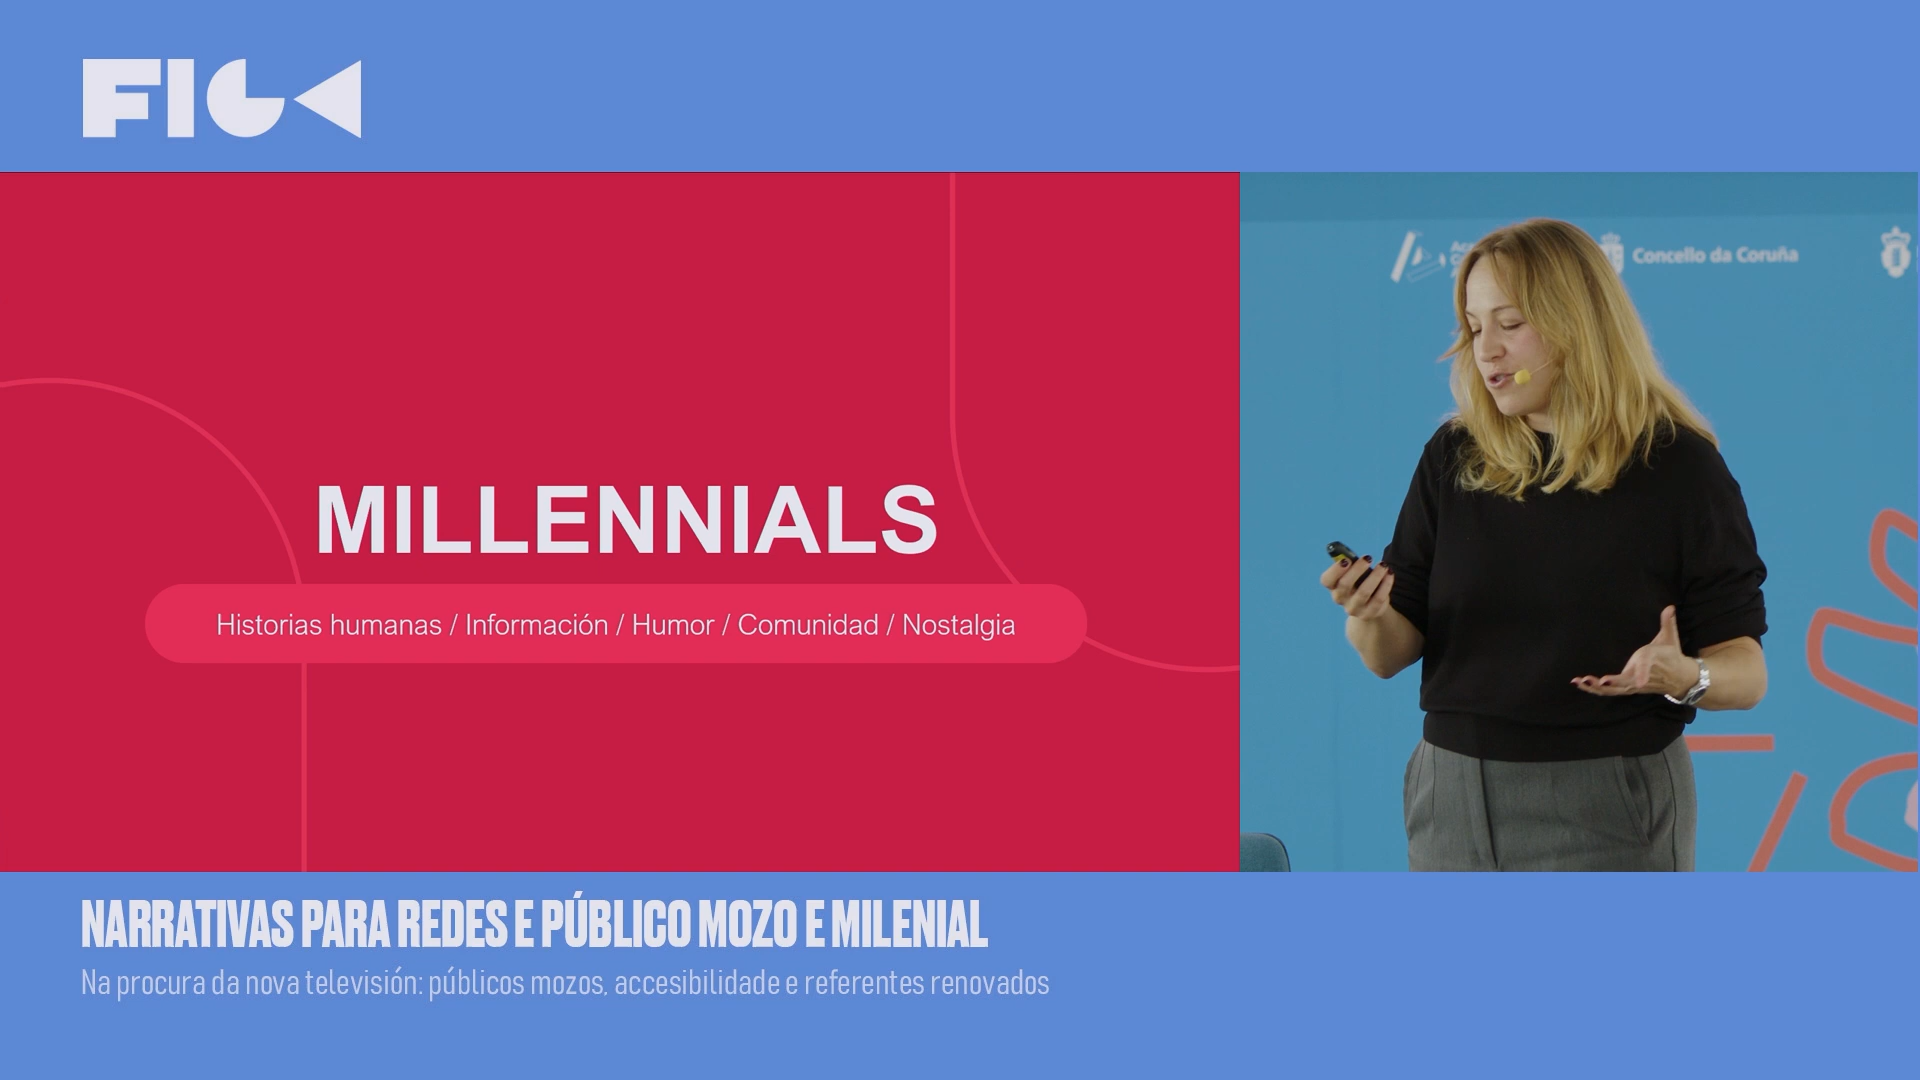 FIC
Concello da Coruña
MILLENNIALS
Historias humanas / Información / Humor / Comunidad / Nostalgia
NARRATIVAS PARA REDES E PÚBLICO MOZO E MILENIAL
Na procura da nova televisión: públicos mozos, accesibilidade e referentes renovados